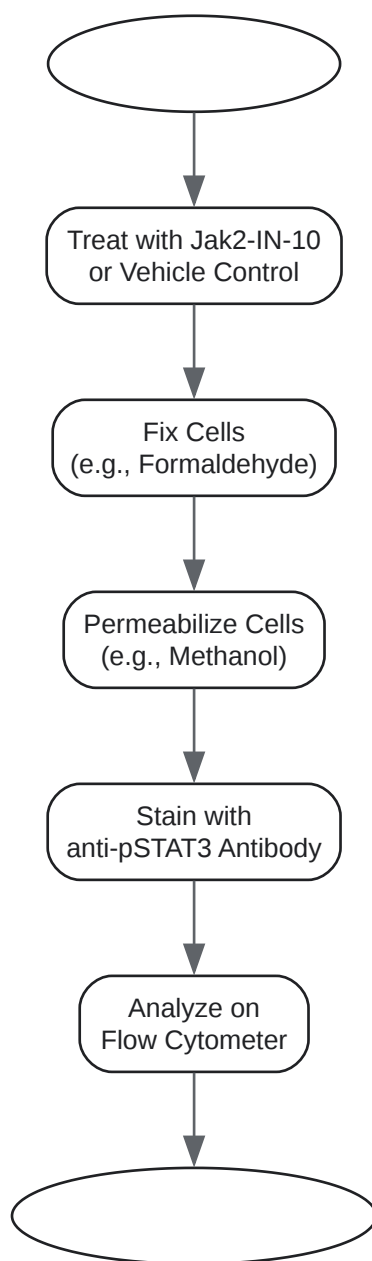 Treat with Jak2-IN-10
or Vehicle Control
Fix Cells
(e.g., Formaldehyde)
Permeabilize Cells
(e.g., Methanol)
Stain with
anti-pSTAT3 Antibody
Analyze on
Flow Cytometer